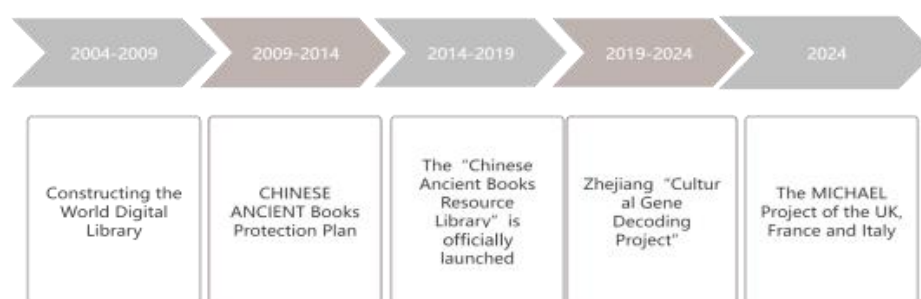 2004-2009
2009-2014
2014-2019
2019-2024
2024
Constructing the
World Digital
Library
CHINESE
ANCIENT Books
Protection Plan
The “Chinese
Ancient Books
Resource
Library” is
officially
launched
Zhejiang “Cultur
al Gene
Decoding
Project”
The MICHAEL
Project of the UK,
France and Italy